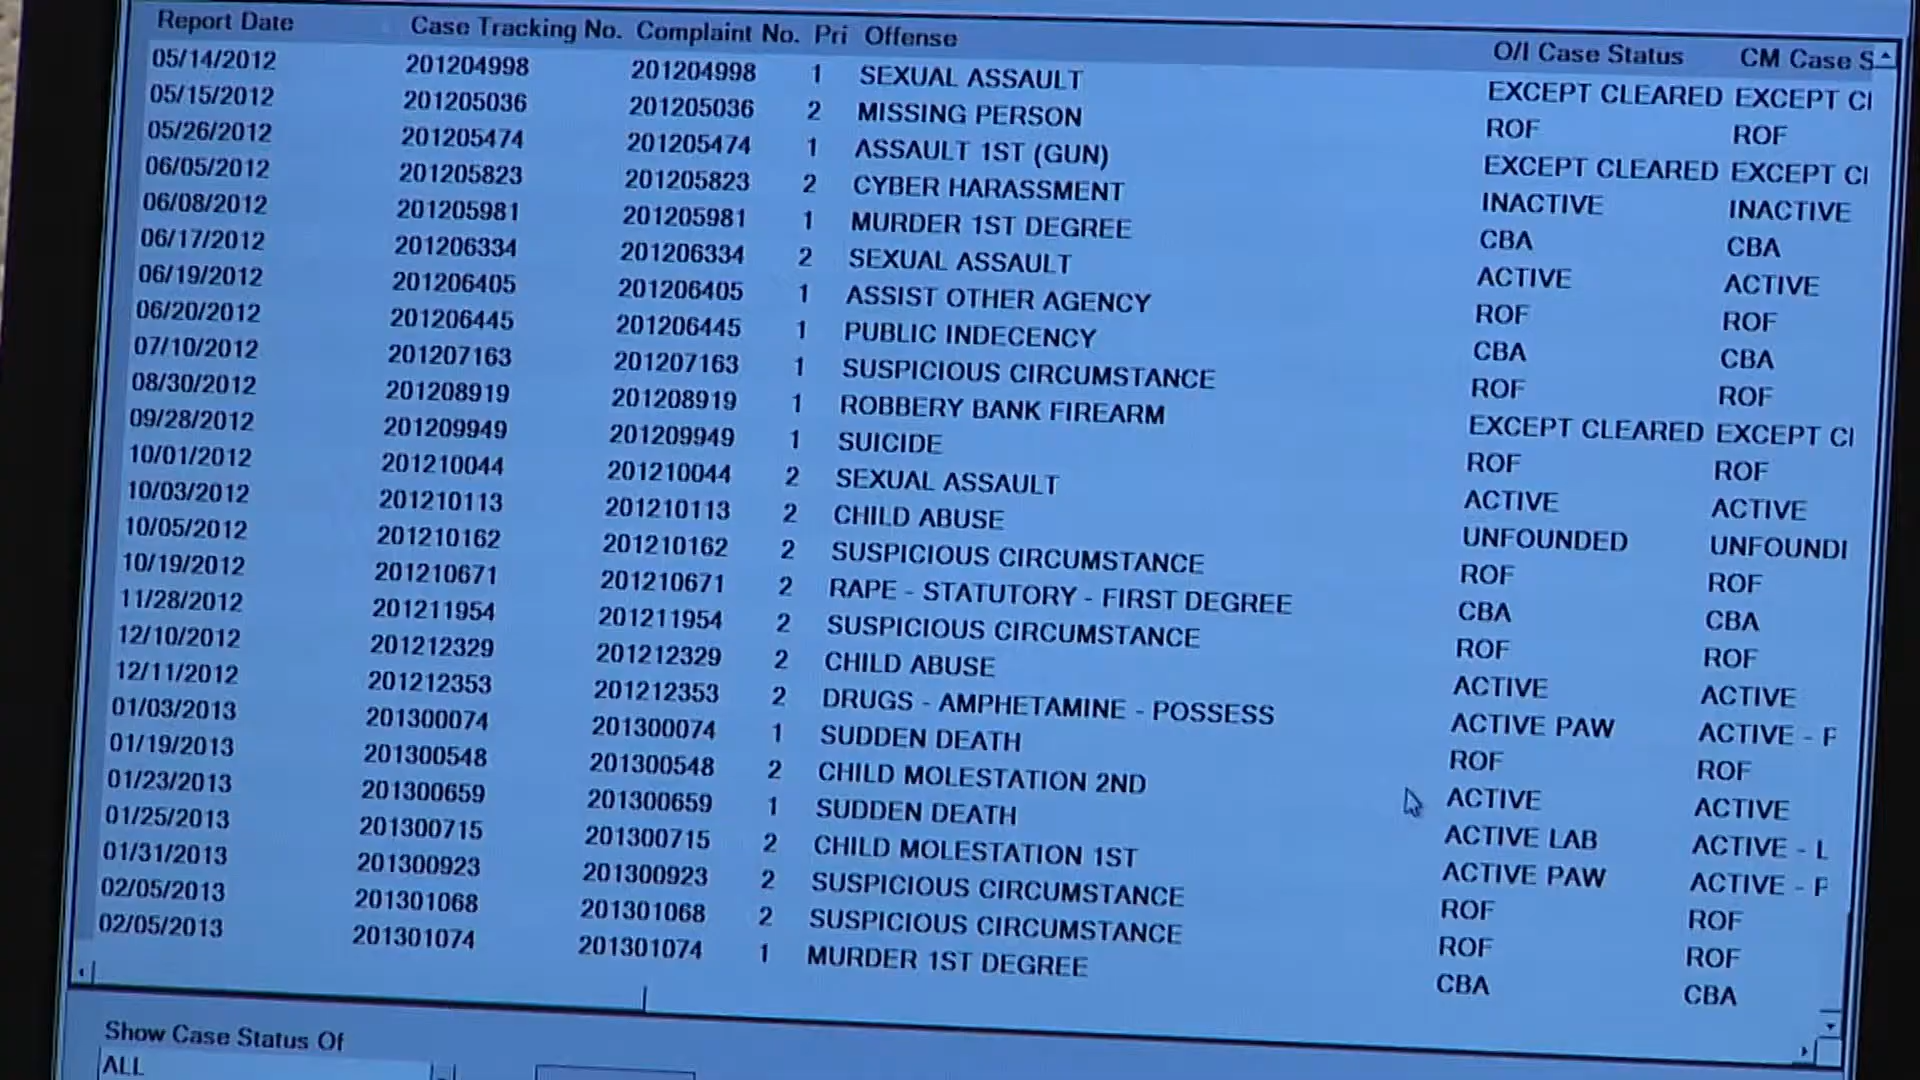 Report Date Case Tracking No. Complaint No. Pri Offense O/I Case Status CM Case S
05/14/2012 201204998 201204998 1 SEXUAL ASSAULT EXCEPT CLEARED EXCEPT CI
05/15/2012 201205036 201205036 2 MISSING PERSON ROF ROF
05/26/2012 201205474 201205474 1 ASSAULT 1ST (GUN) EXCEPT CLEARED EXCEPT CI
06/05/2012 201205823 201205823 2 CYBER HARASSMENT INACTIVE INACTIVE
06/08/2012 201205981 201205981 1 MURDER 1ST DEGREE CBA CBA
06/17/2012 201206334 201206334 2 SEXUAL ASSAULT ACTIVE ACTIVE
06/19/2012 201206405 201206405 1 ASSIST OTHER AGENCY ROF ROF
06/20/2012 201206445 201206445 1 PUBLIC INDECENCY CBA CBA
07/10/2012 201207163 201207163 1 SUSPICIOUS CIRCUMSTANCE ROF ROF
08/30/2012 201208919 201208919 1 ROBBERY BANK FIREARM EXCEPT CLEARED EXCEPT CI
09/28/2012 201209949 201209949 1 SUICIDE ROF ROF
10/01/2012 201210044 201210044 2 SEXUAL ASSAULT ACTIVE ACTIVE
10/03/2012 201210113 201210113 2 CHILD ABUSE UNFOUNDED UNFOUNDI
10/05/2012 201210162 201210162 2 SUSPICIOUS CIRCUMSTANCE ROF ROF
10/19/2012 201210671 201210671 2 RAPE - STATUTORY - FIRST DEGREE CBA CBA
11/28/2012 201211954 201211954 2 SUSPICIOUS CIRCUMSTANCE ROF ROF
12/10/2012 201212329 201212329 2 CHILD ABUSE ACTIVE ACTIVE
12/11/2012 201212353 201212353 2 DRUGS - AMPHETAMINE - POSSESS ACTIVE PAW ACTIVE - F
01/03/2013 201300074 201300074 1 SUDDEN DEATH ROF ROF
01/19/2013 201300548 201300548 2 CHILD MOLESTATION 2ND ACTIVE ACTIVE
01/23/2013 201300659 201300659 1 SUDDEN DEATH ACTIVE LAB ACTIVE - L
01/25/2013 201300715 201300715 2 CHILD MOLESTATION 1ST ACTIVE PAW ACTIVE - F
01/31/2013 201300923 201300923 2 SUSPICIOUS CIRCUMSTANCE ROF ROF
02/05/2013 201301068 201301068 2 SUSPICIOUS CIRCUMSTANCE ROF ROF
02/05/2013 201301074 201301074 1 MURDER 1ST DEGREE CBA CBA
Show Case Status Of
ALL